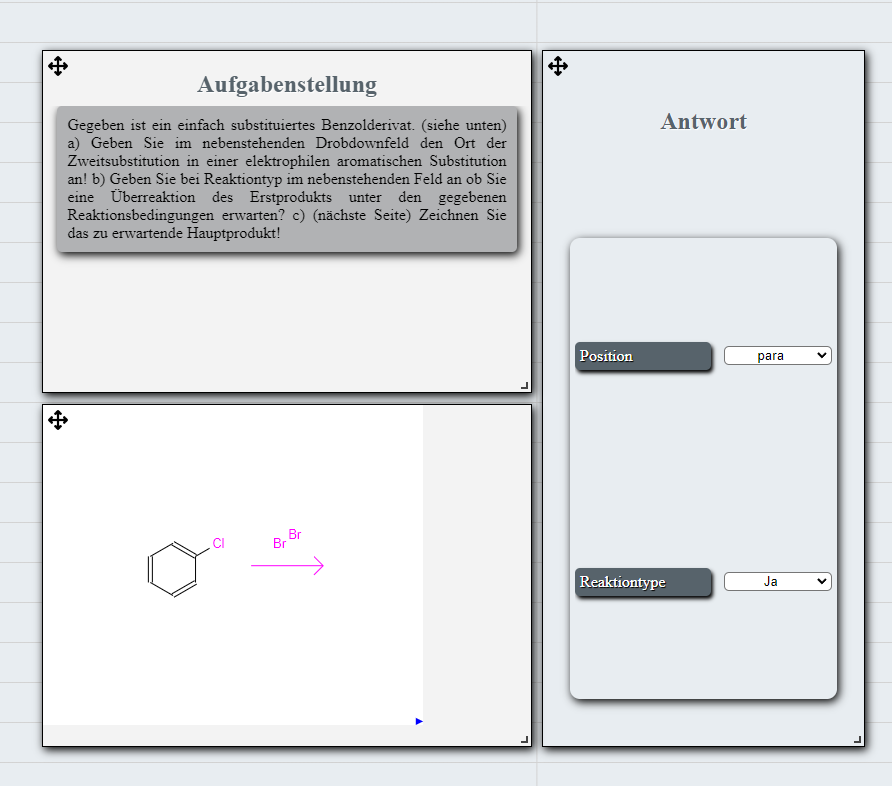 Aufgabenstellung
Gegeben ist ein einfach substituiertes Benzolderivat. (siehe unten)
a) Geben Sie im nebenstehenden Drobdownfeld den Ort der
Zweitsubstitution in einer elektrophilen aromatischen Substitution
an! b) Geben Sie bei Reaktiontyp im nebenstehenden Feld an ob Sie
eine Überreaktion des Erstprodukts unter den gegebenen
Reaktionsbedingungen erwarten? c) (nächste Seite) Zeichnen Sie
das zu erwartende Hauptprodukt!
Cl
Br Br
Antwort
Position para
Reaktiontype Ja